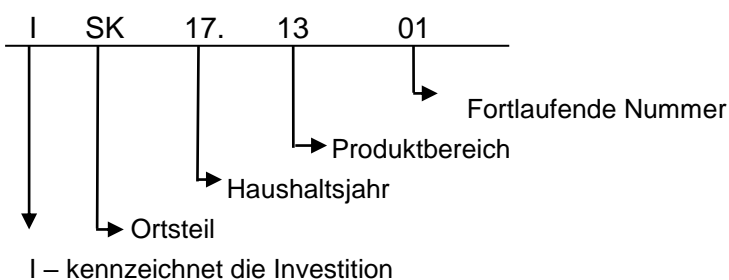 I SK 17. 13 01
Fortlaufende Nummer
Produktbereich
Haushaltsjahr
Ortsteil
I – kennzeichnet die Investition